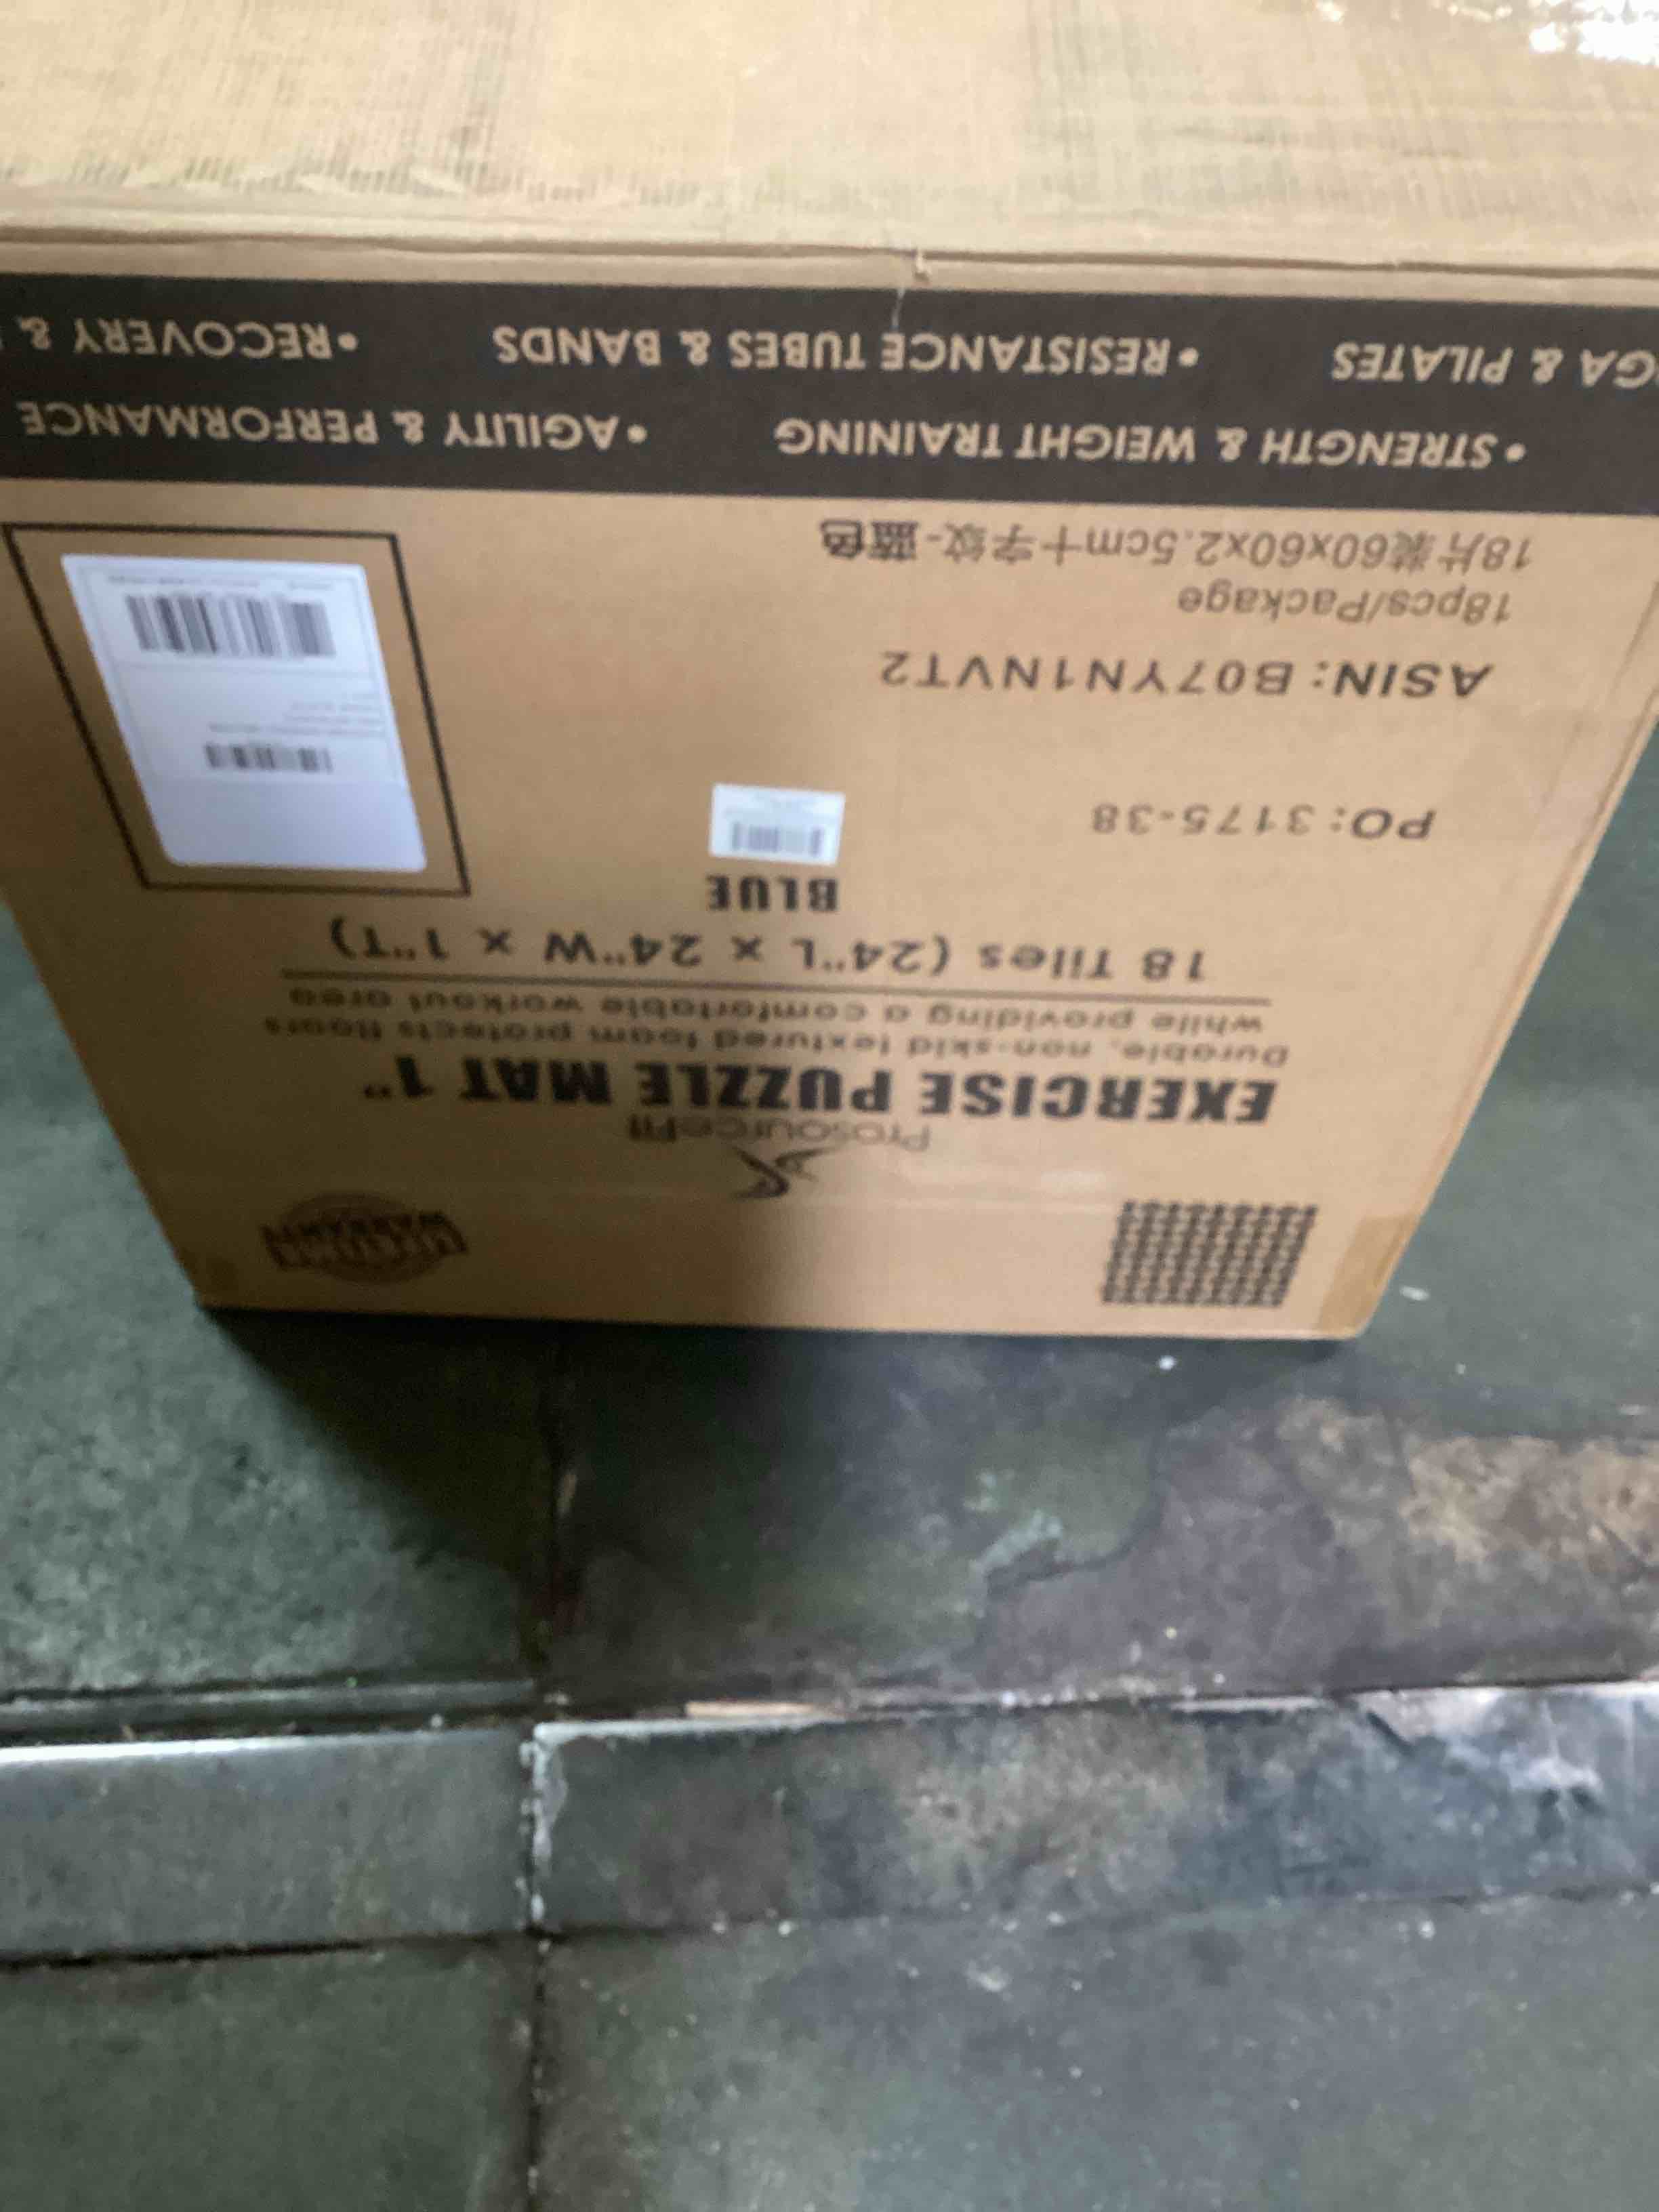 ProsourceFit
EXERCISE PUZZLE MAT 1"
Durable, non-skid textured foam protects floors
while providing a comfortable workout area
18 Tiles (24"L x 24"W x 1"T)
BLUE
PO: 3175-38
ASIN: B07YN1NVT2
18pcs/Package
18片装60x60x2.5cm十字纹-蓝色
• STRENGTH & WEIGHT TRAINING • AGILITY & PERFORMANCE
GA & PILATES • RESISTANCE TUBES & BANDS • RECOVERY &